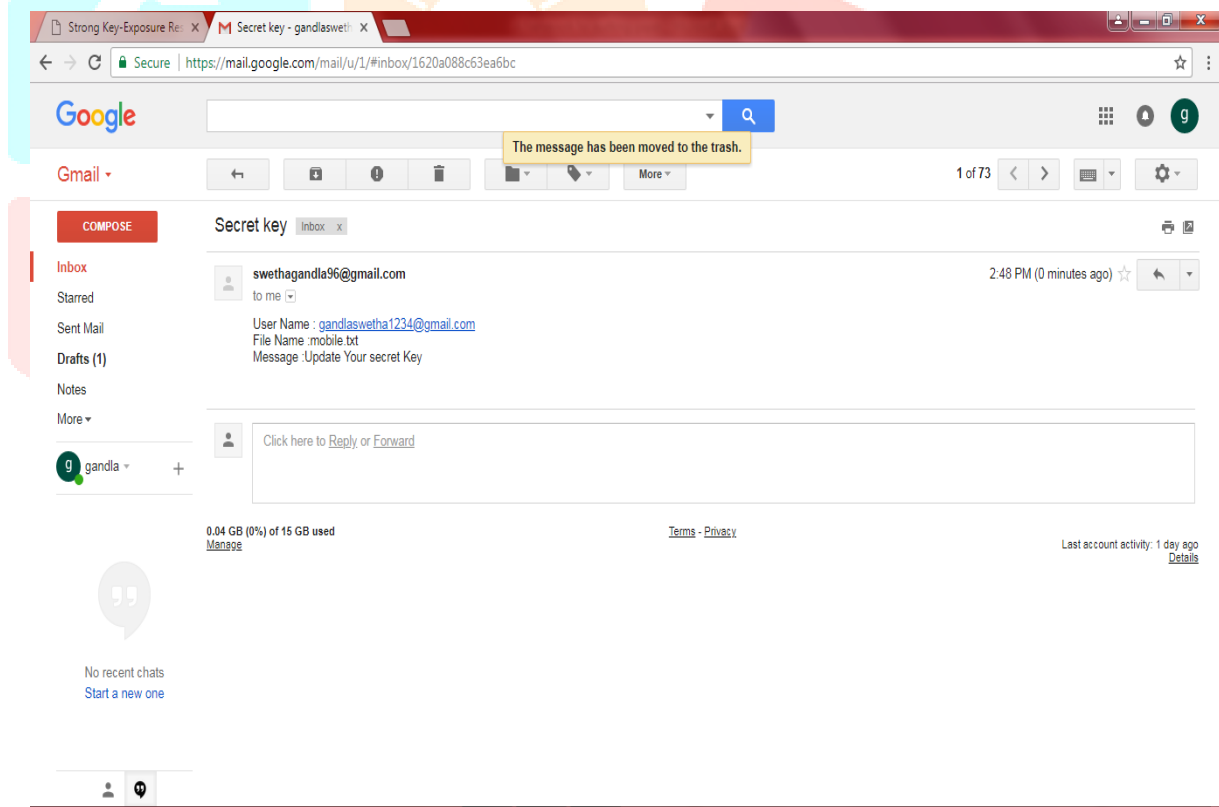 Strong Key-Exposure Res
Secret key - gandlasweth
Secure | https://mail.google.com/mail/u/1/#inbox/1620a088c63ea6bc
Google
g
The message has been moved to the trash.
Gmail
More
1 of 73
COMPOSE
Secret key Inbox x
Inbox
Starred
Sent Mail
Drafts (1)
Notes
More
swethagandla96@gmail.com
2:48 PM (0 minutes ago)
to me
User Name : gandlaswetha1234@gmail.com
File Name :mobile.txt
Message :Update Your secret Key
Click here to Reply or Forward
g gandla +
0.04 GB (0%) of 15 GB used
Manage
Terms - Privacy
Last account activity: 1 day ago
Details
No recent chats
Start a new one